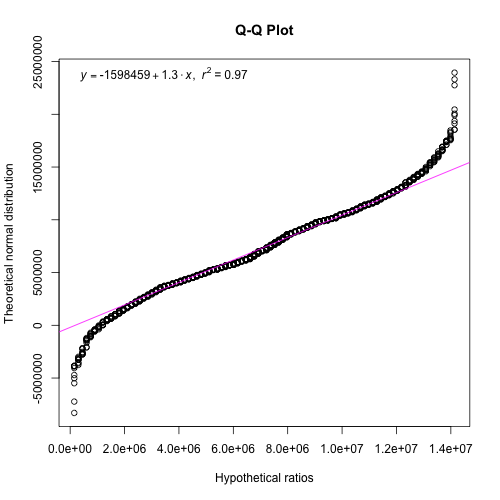 Q-Q Plot
y = -1598459 + 1.3 · x, r² = 0.97
Theoretical normal distribution
25000000
15000000
5000000
0
-5000000
0.0e+00 2.0e+06 4.0e+06 6.0e+06 8.0e+06 1.0e+07 1.2e+07 1.4e+07
Hypothetical ratios